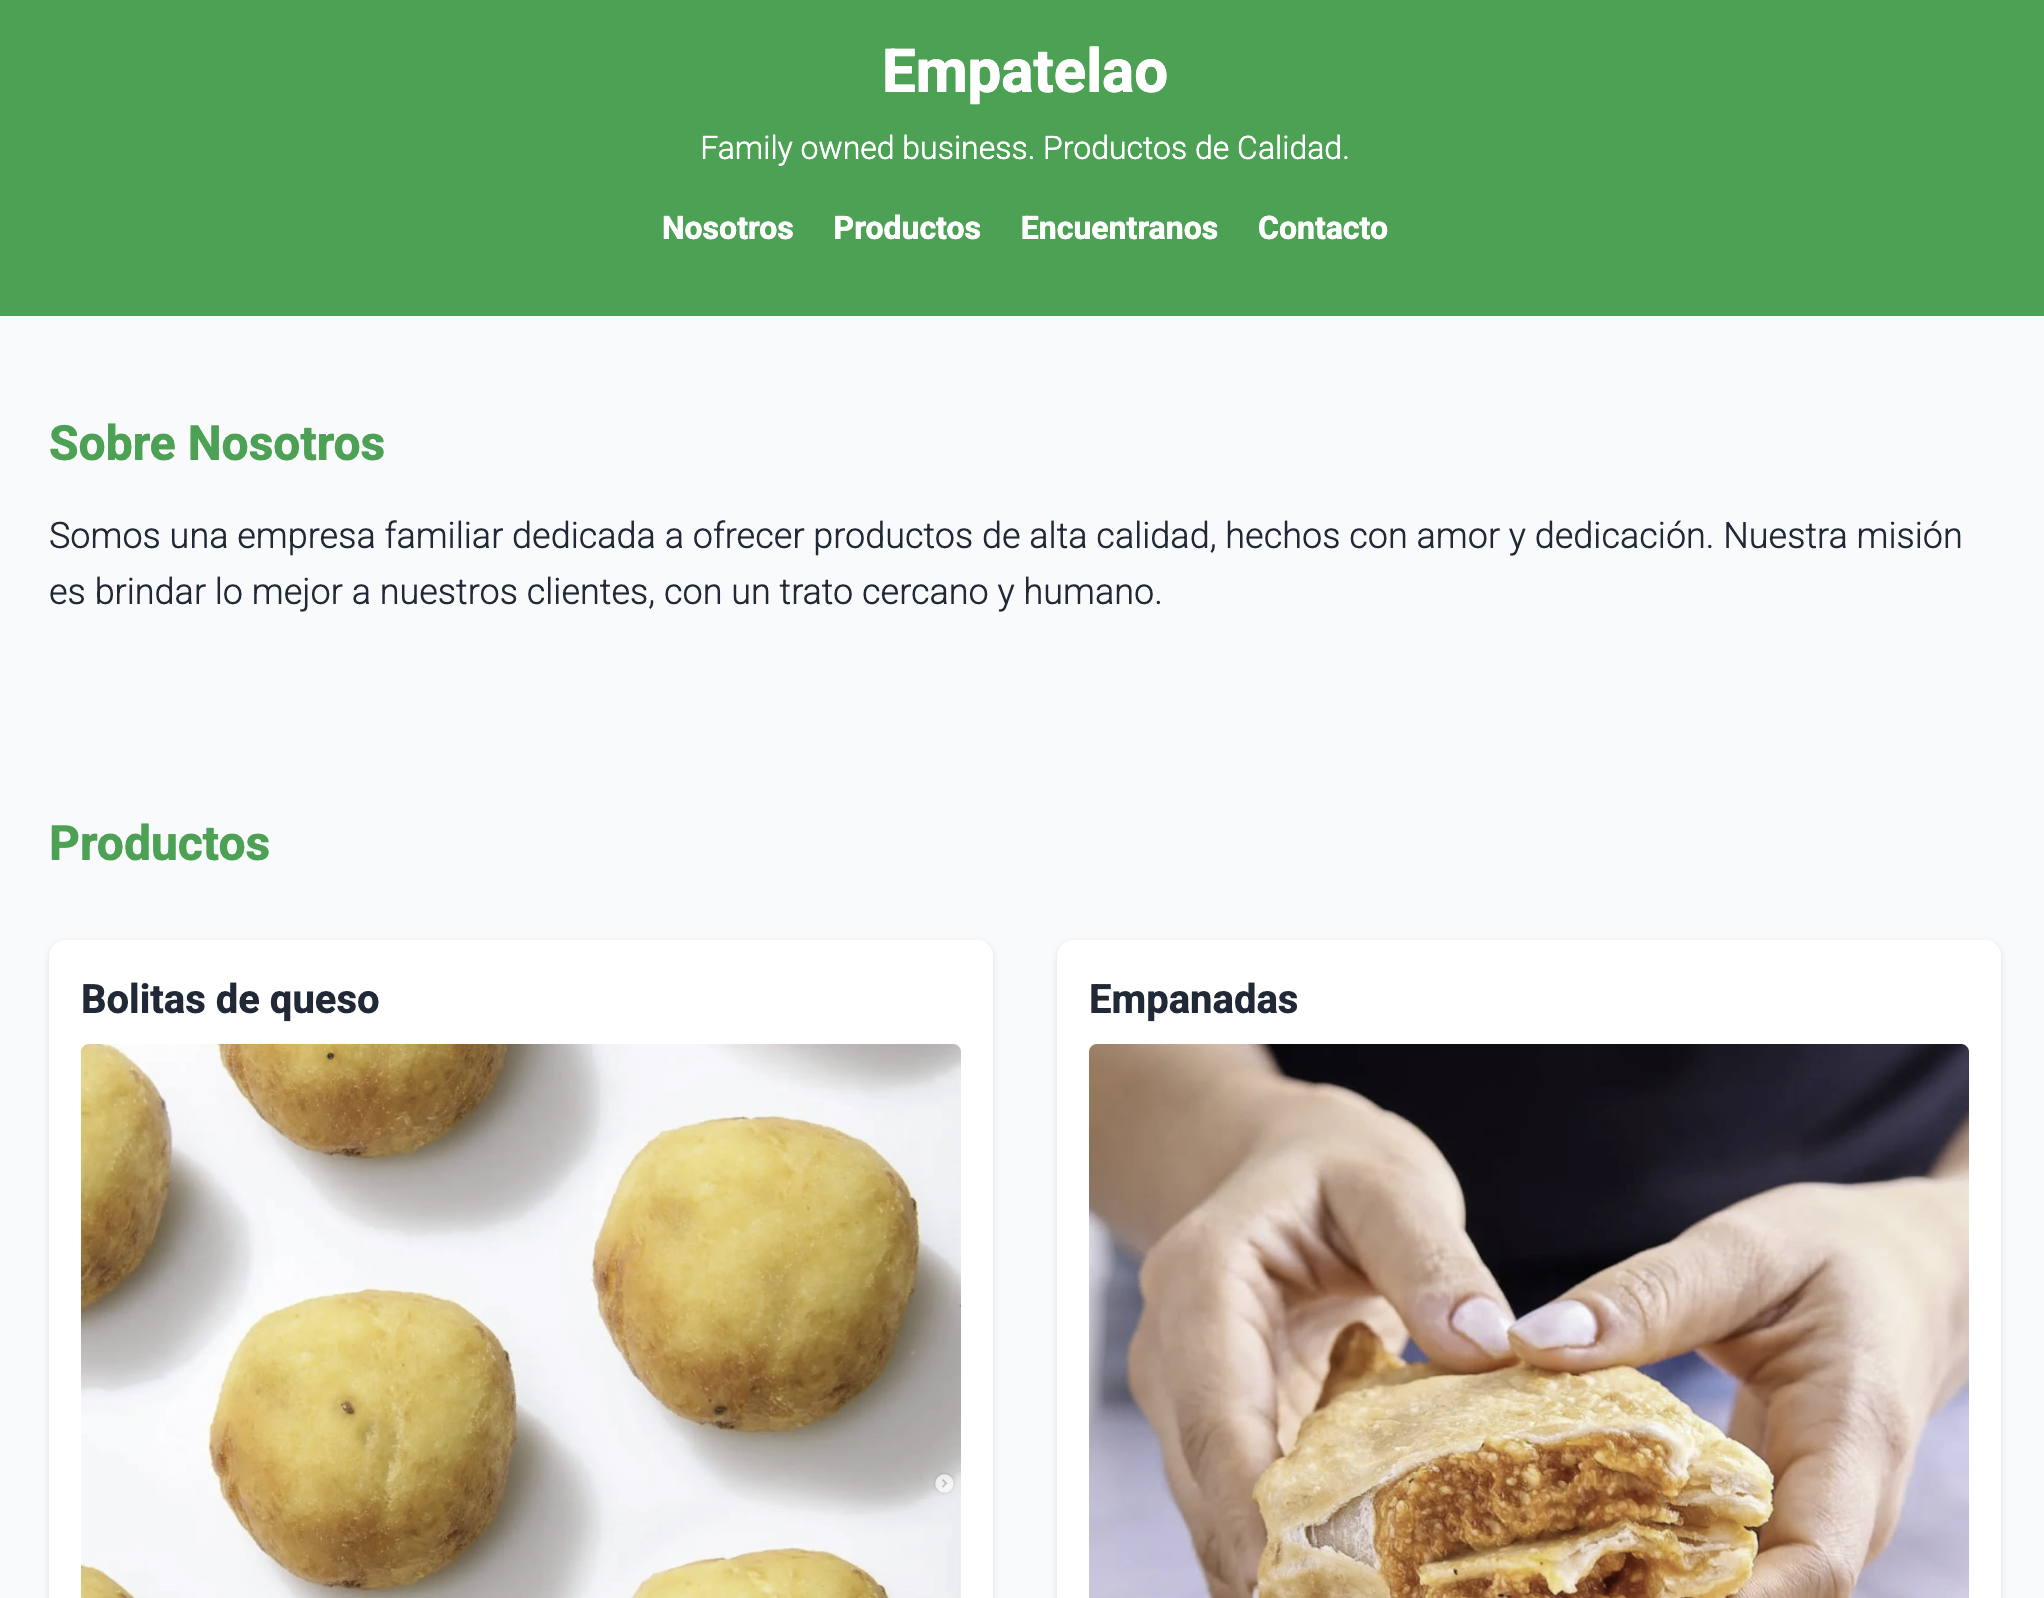 Empatelao
Family owned business. Productos de Calidad.
Nosotros Productos Encuentranos Contacto
Sobre Nosotros
Somos una empresa familiar dedicada a ofrecer productos de alta calidad, hechos con amor y dedicación. Nuestra misión
es brindar lo mejor a nuestros clientes, con un trato cercano y humano.
Productos
Bolitas de queso
Empanadas